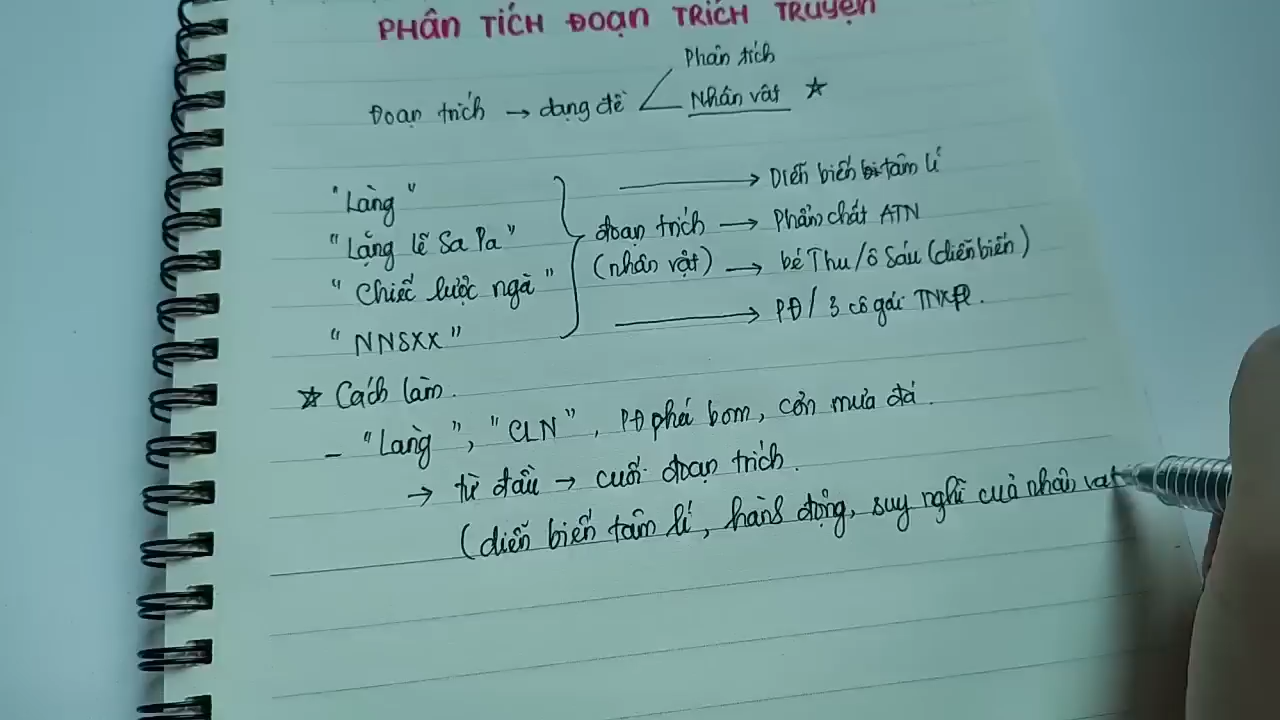 PHÂN TÍCH ĐOẠN TRÍCH TRUYỆN
Phân tích
Đoạn trích → dạng đề
Nhân vật ☆
"Làng"
→ Diễn biến tâm lí
"Lặng lẽ Sa Pa"
đoạn trích → Phẩm chất ATN
"Chiếc lược ngà"
(nhân vật) → bé Thu/ô Sáu (diễn biến)
"NNSXX"
→ PĐ / 3 cô gái TNXP.
☆ Cách làm.
- "Làng", "CLN", PĐ phá bom, cơn mưa đá.
→ từ đầu → cuối đoạn trích.
(diễn biến tâm lí, hành động, suy nghĩ của nhân vật